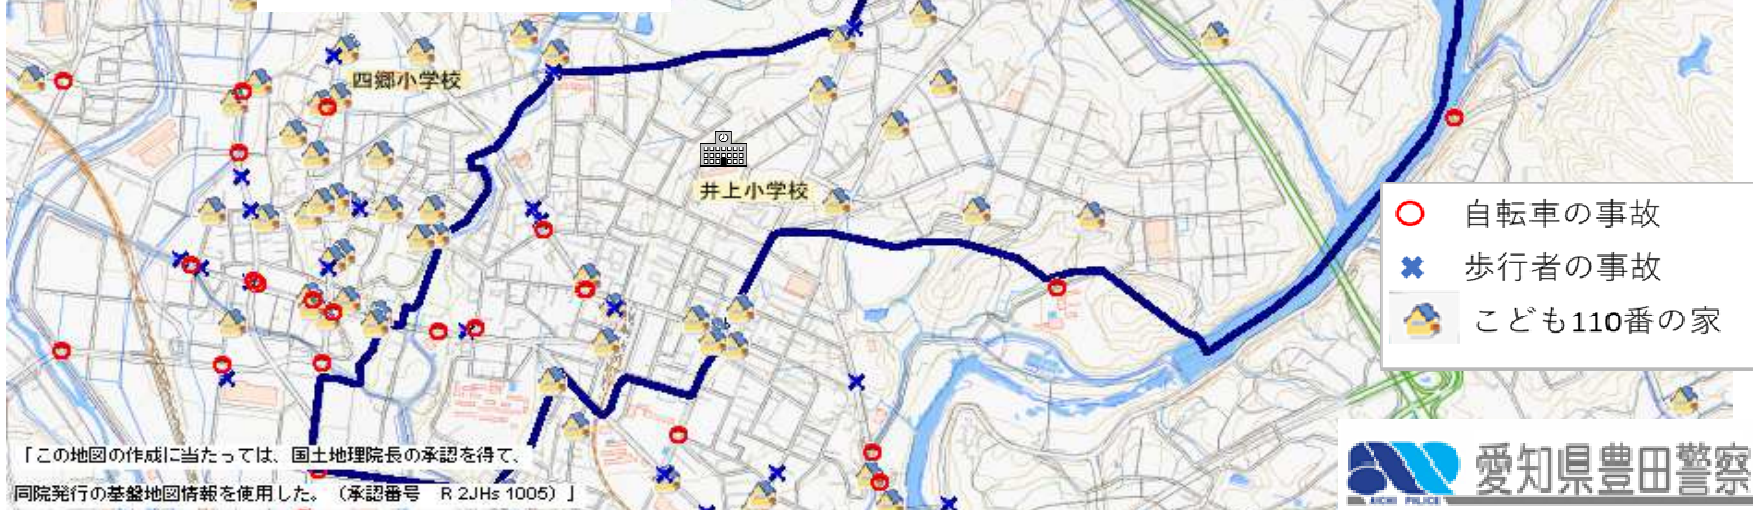 四郷小学校
井上小学校
自転車の事故
歩行者の事故
こども110番の家
「この地図の作成に当たっては、国土地理院長の承認を得て、
同院発行の基盤地図情報を使用した。（承認番号　R 2JHs 1005）」
愛知県豊田警察
AICHI POLICE